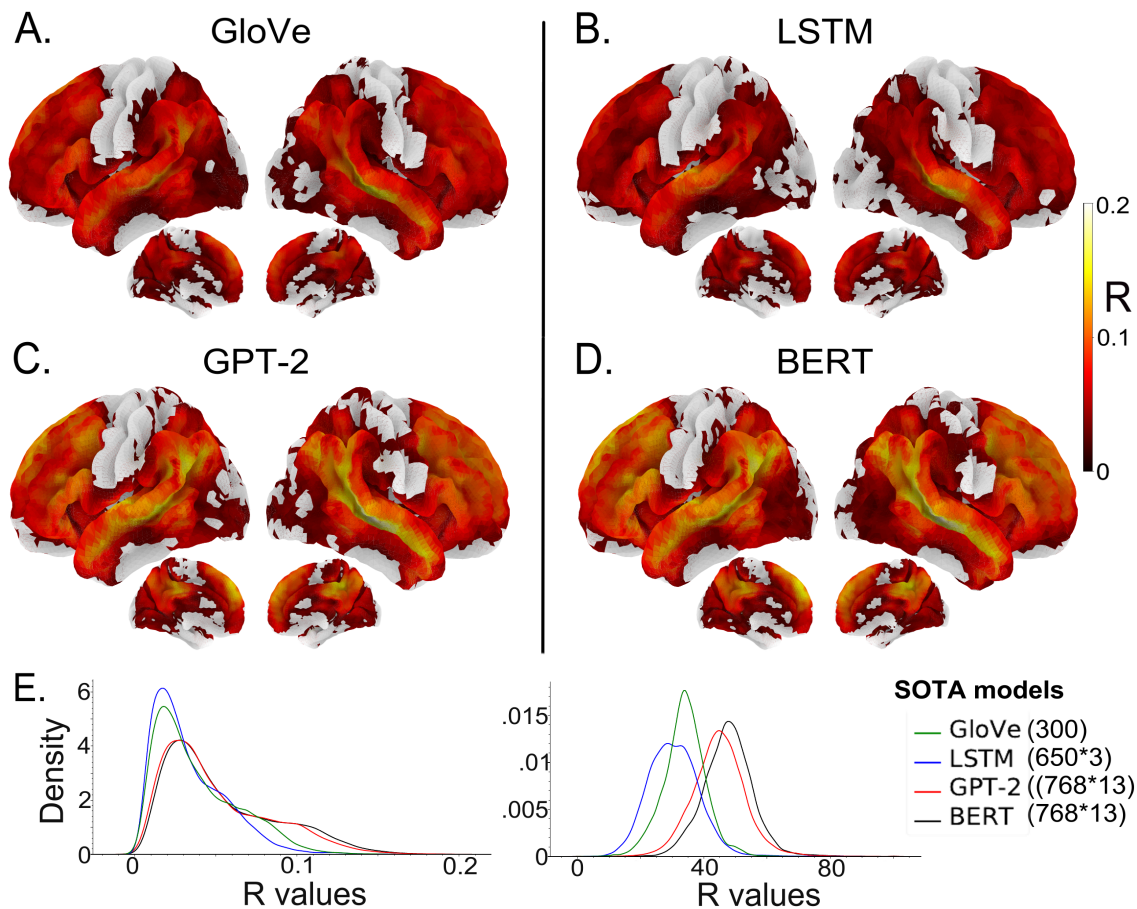 A. GloVe
B. LSTM
0.2
R
0.1
0
C. GPT-2
D. BERT
E.
Density
6
4
2
0
0
0.1
0.2
R values
.015
0.01
0.005
0
0
40
80
R values
SOTA models
GloVe (300)
LSTM (650*3)
GPT-2 ((768*13)
BERT (768*13)